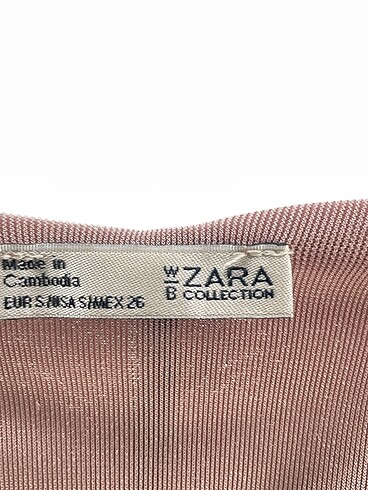 Made in
Cambodia
EUR S/USA S/MEX 26
W
B
ZARA
COLLECTION